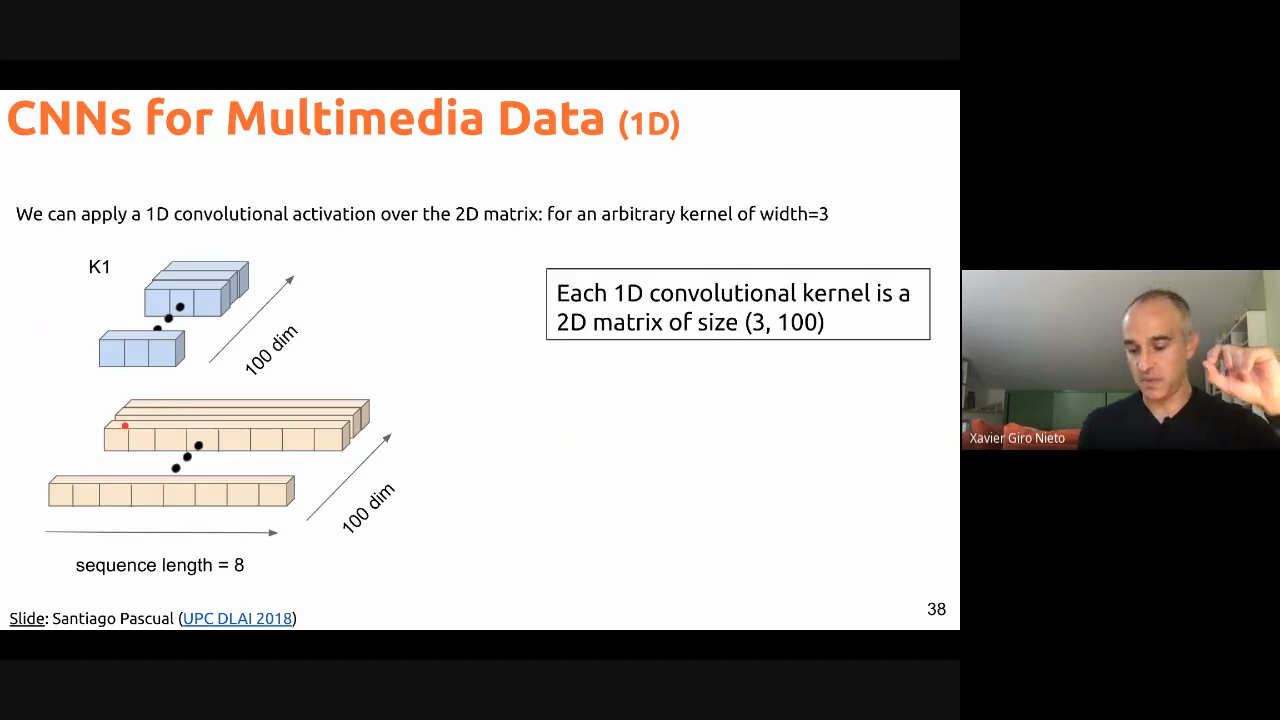 CNNs for Multimedia Data (1D)
We can apply a 1D convolutional activation over the 2D matrix: for an arbitrary kernel of width=3
K1
100 dim
Each 1D convolutional kernel is a
2D matrix of size (3, 100)
100 dim
sequence length = 8
Slide: Santiago Pascual (UPC DLAI 2018)
38
Xavier Giro Nieto